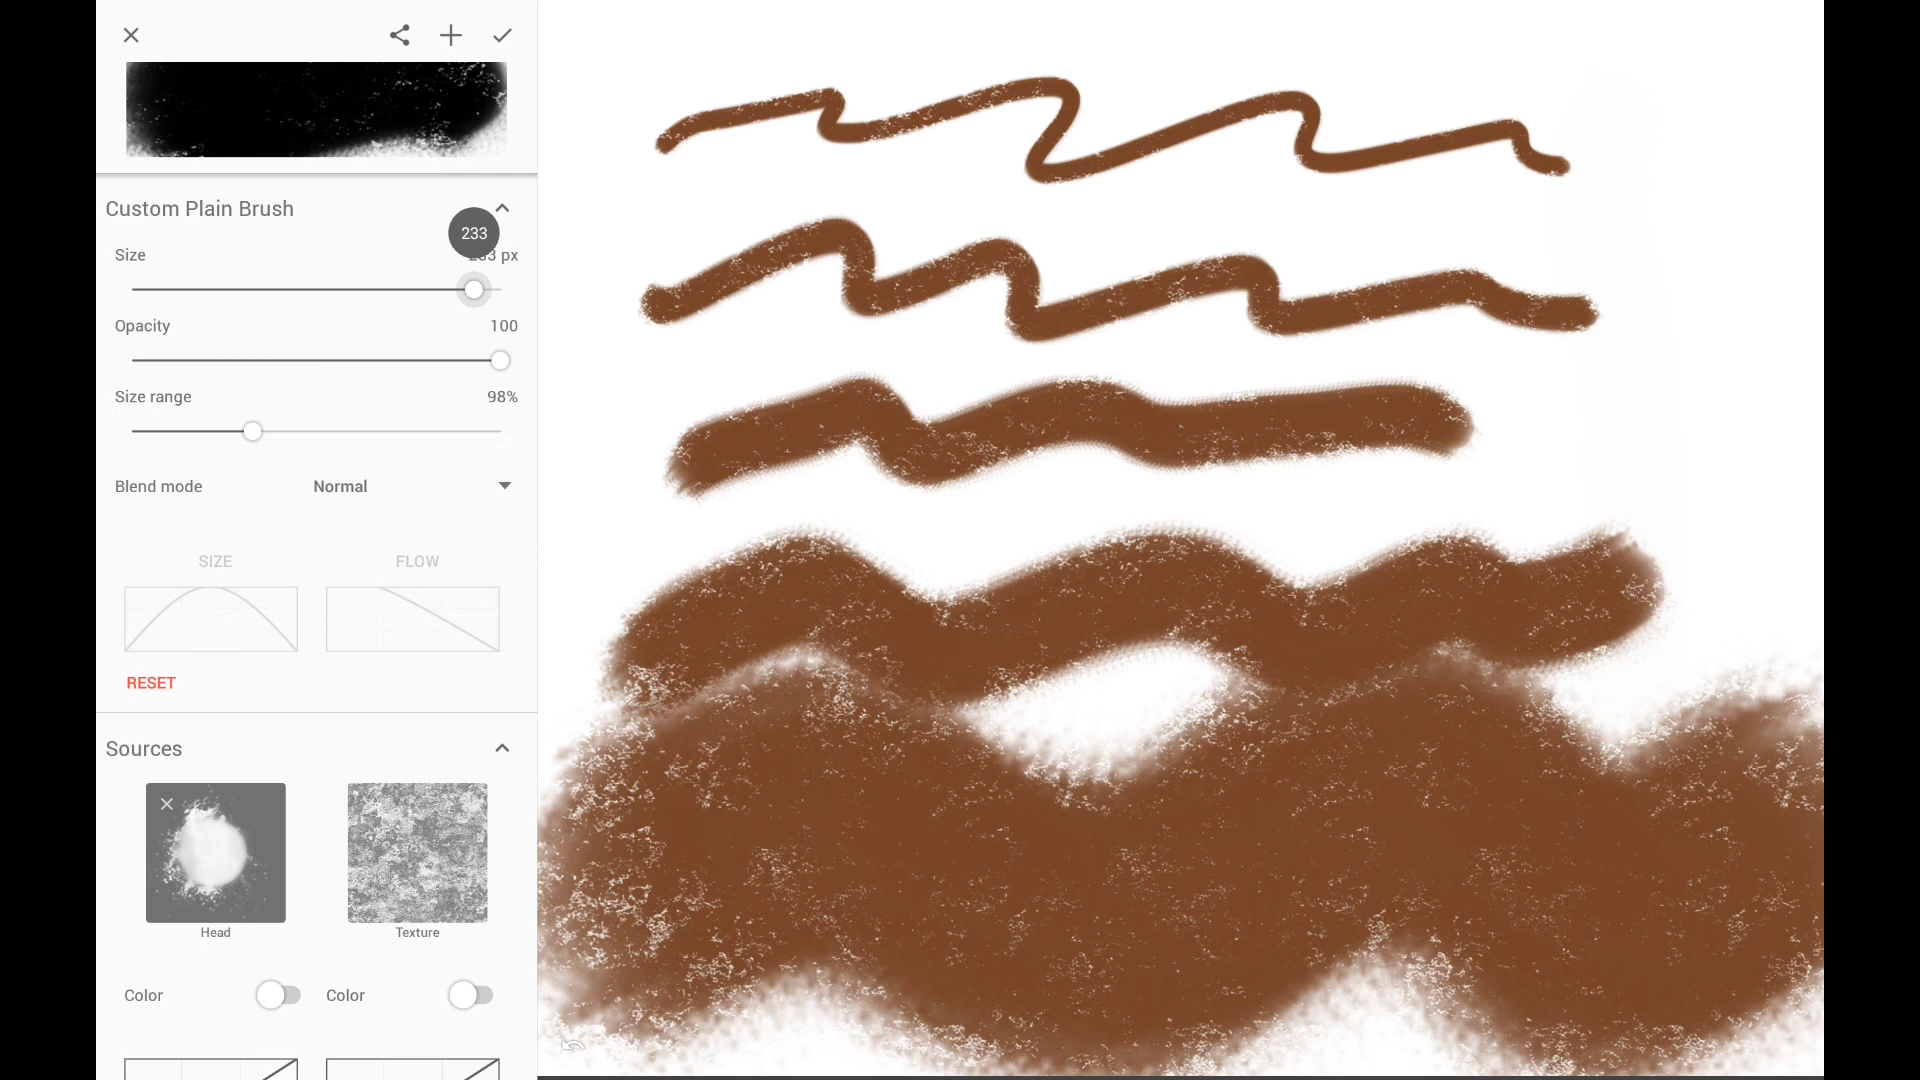 Custom Plain Brush
233
Size 233 px
Opacity 100
Size range 98%
Blend mode Normal
SIZE FLOW
RESET
Sources
Head Texture
Color Color